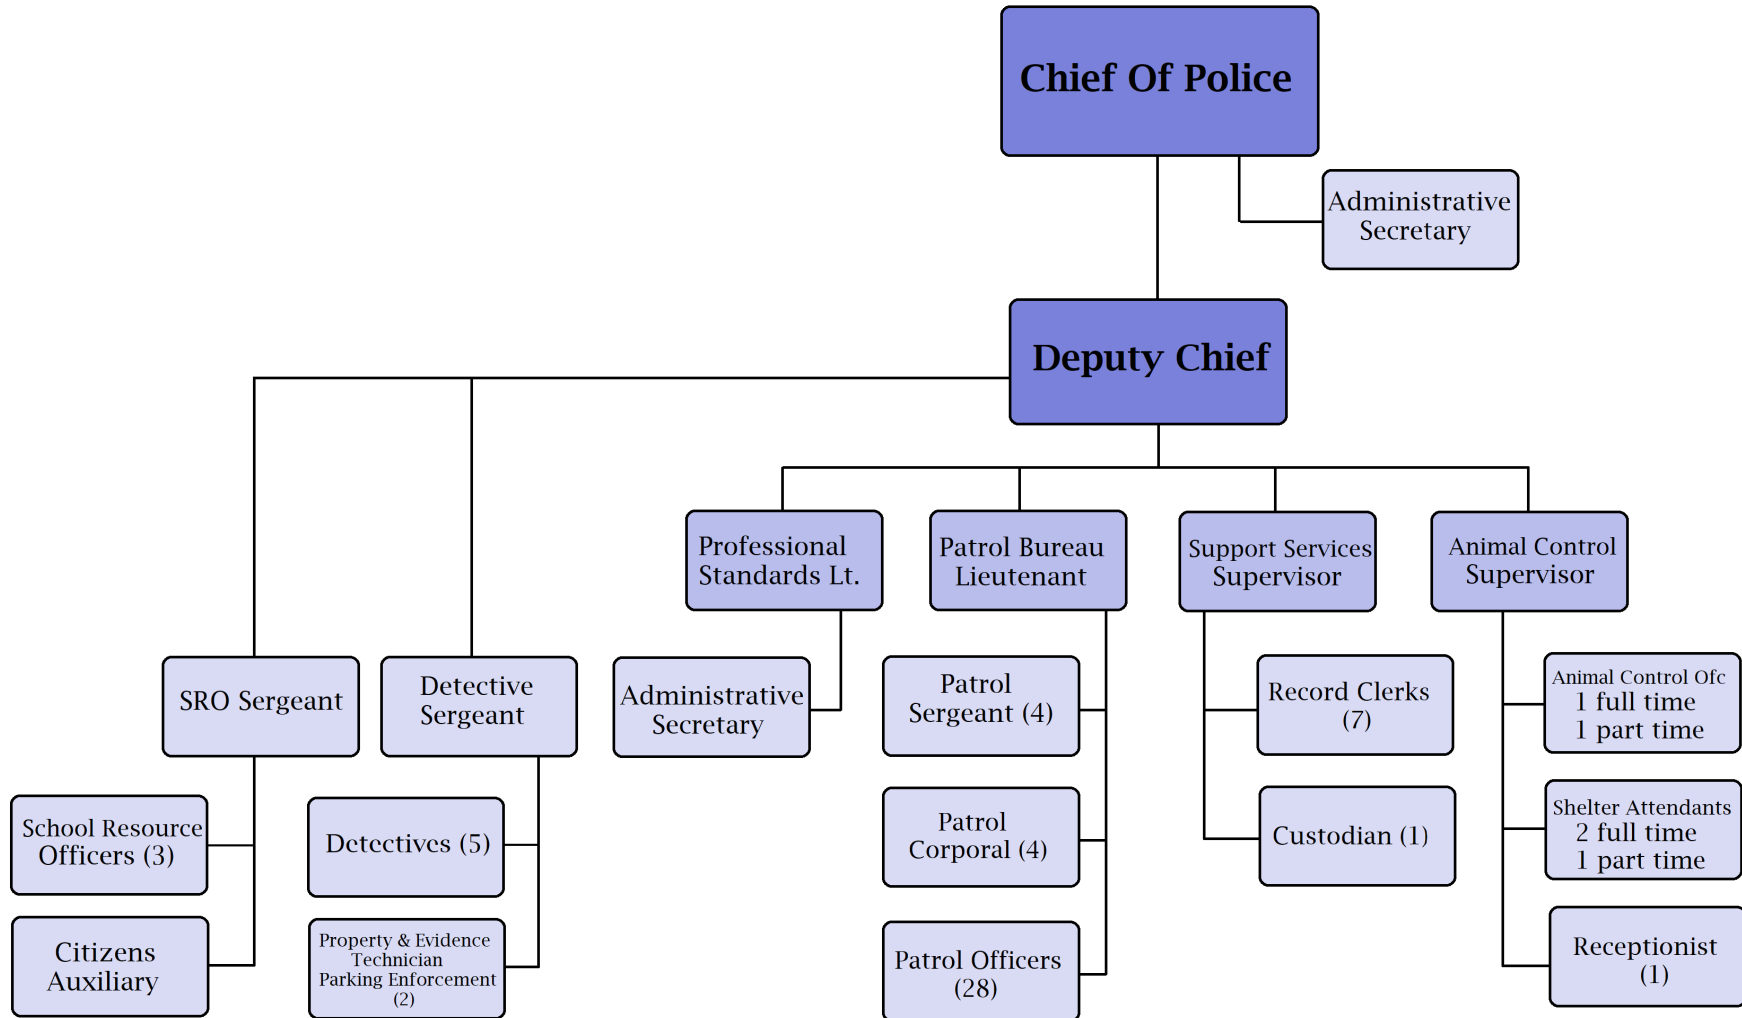 Chief Of Police
Administrative
Secretary
Deputy Chief
Professional
Standards Lt.
Patrol Bureau
Lieutenant
Support Services
Supervisor
Animal Control
Supervisor
SRO Sergeant
Detective
Sergeant
Administrative
Secretary
Patrol
Sergeant (4)
Record Clerks
(7)
Animal Control Ofc
1 full time
1 part time
School Resource
Officers (3)
Detectives (5)
Patrol
Corporal (4)
Custodian (1)
Shelter Attendants
2 full time
1 part time
Citizens
Auxiliary
Property & Evidence
Technician
Parking Enforcement
(2)
Patrol Officers
(28)
Receptionist
(1)